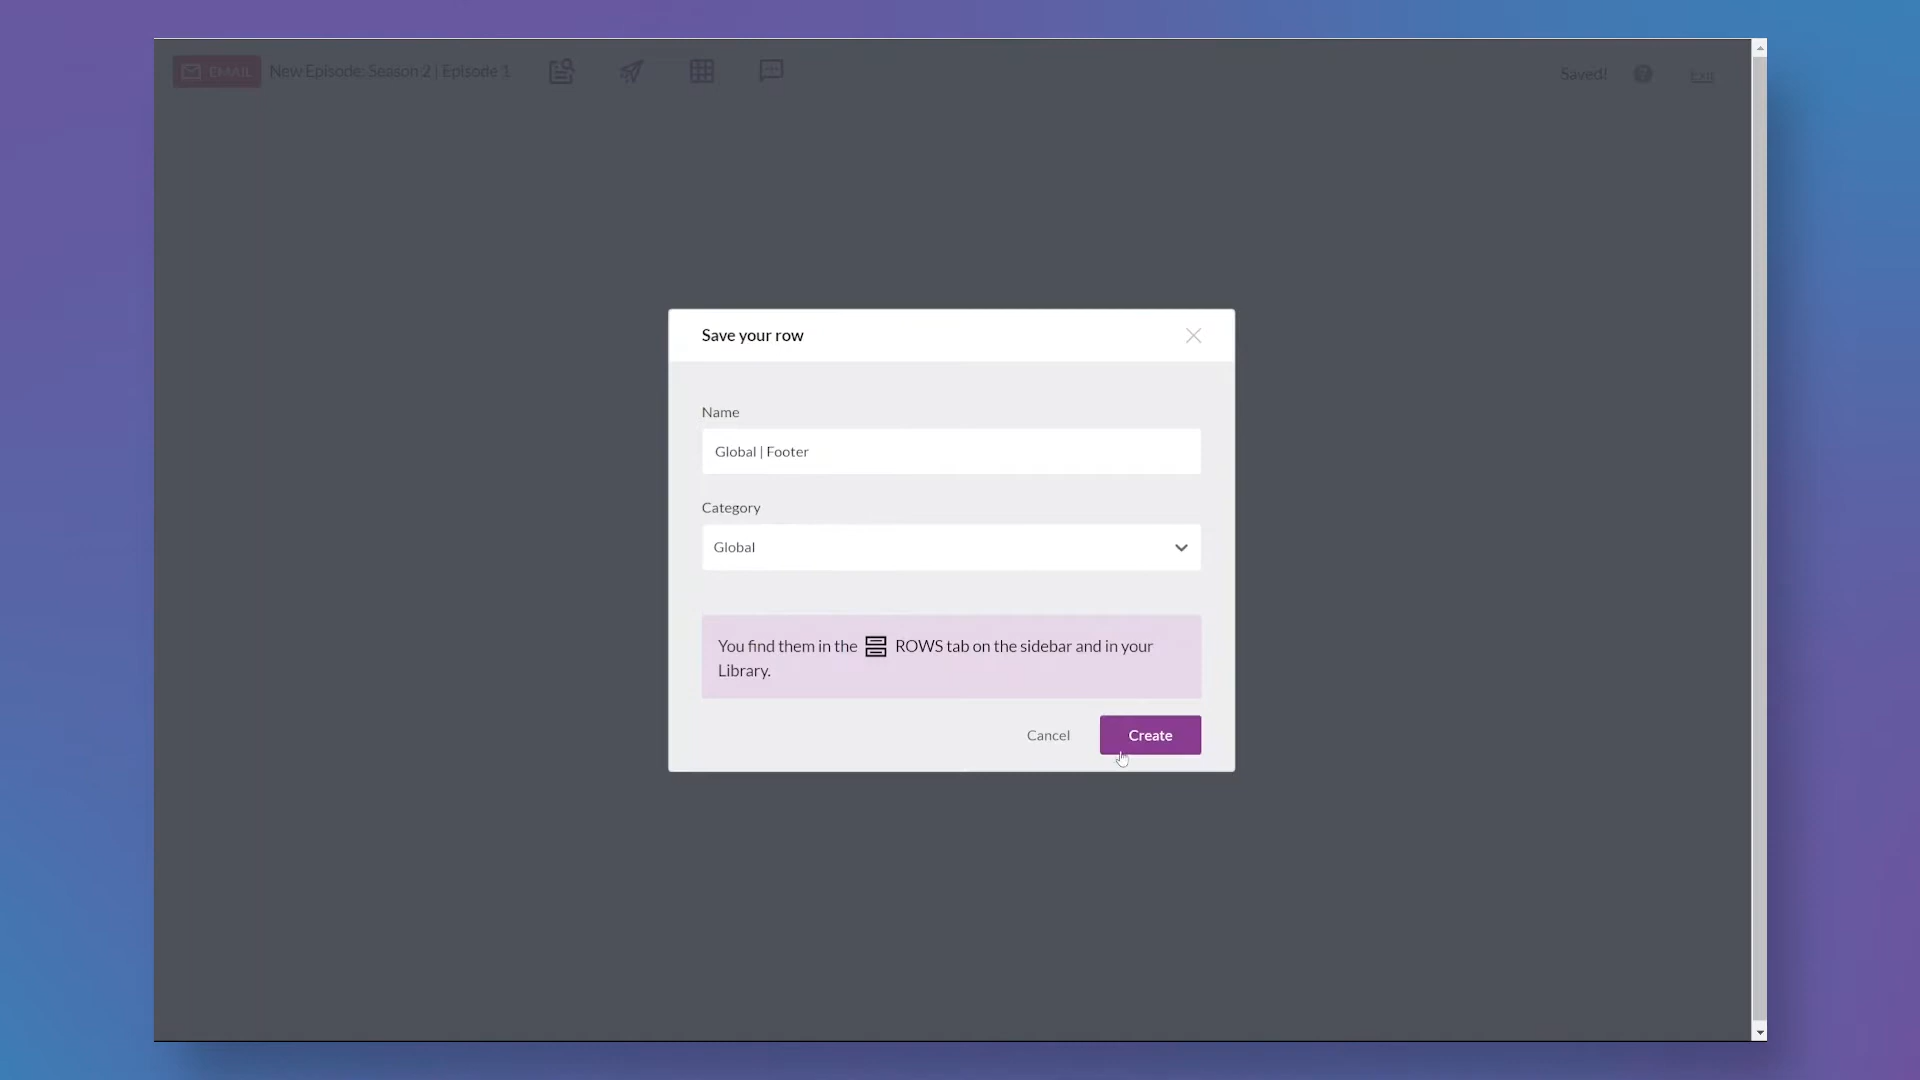 EMAIL New Episode: Season 2 | Episode 1 Saved! ? Exit
Save your row
Name
Global | Footer
Category
Global
You find them in the ROWS tab on the sidebar and in your
Library.
Cancel Create